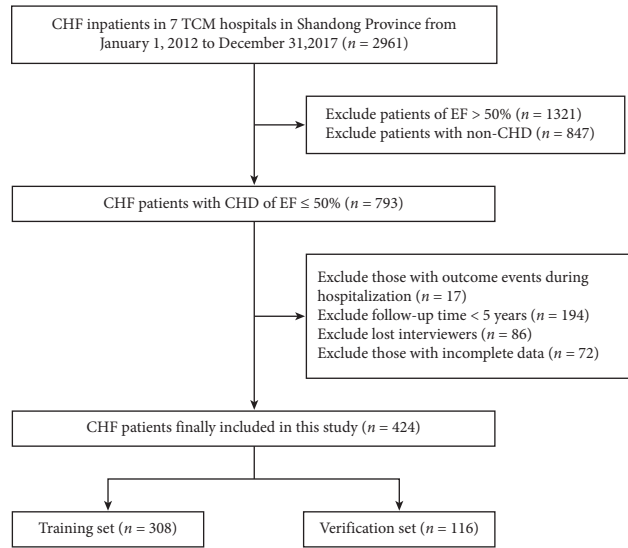 CHF inpatients in 7 TCM hospitals in Shandong Province from
January 1, 2012 to December 31,2017 (n = 2961)
Exclude patients of EF > 50% (n = 1321)
Exclude patients with non-CHD (n = 847)
CHF patients with CHD of EF ≤ 50% (n = 793)
Exclude those with outcome events during
hospitalization (n = 17)
Exclude follow-up time < 5 years (n = 194)
Exclude lost interviewers (n = 86)
Exclude those with incomplete data (n = 72)
CHF patients finally included in this study (n = 424)
Training set (n = 308)
Verification set (n = 116)